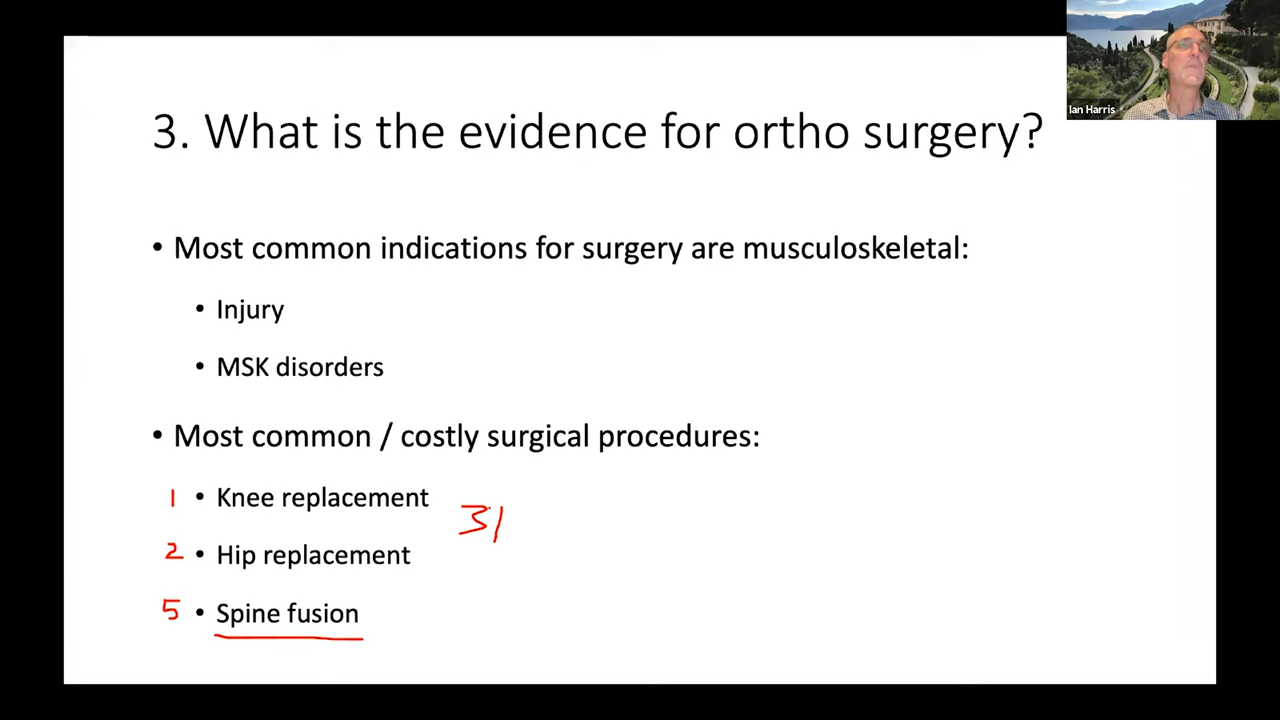 Ian Harris
3. What is the evidence for ortho surgery?
• Most common indications for surgery are musculoskeletal:
• Injury
• MSK disorders
• Most common / costly surgical procedures:
1 • Knee replacement
31
2 • Hip replacement
5 • Spine fusion